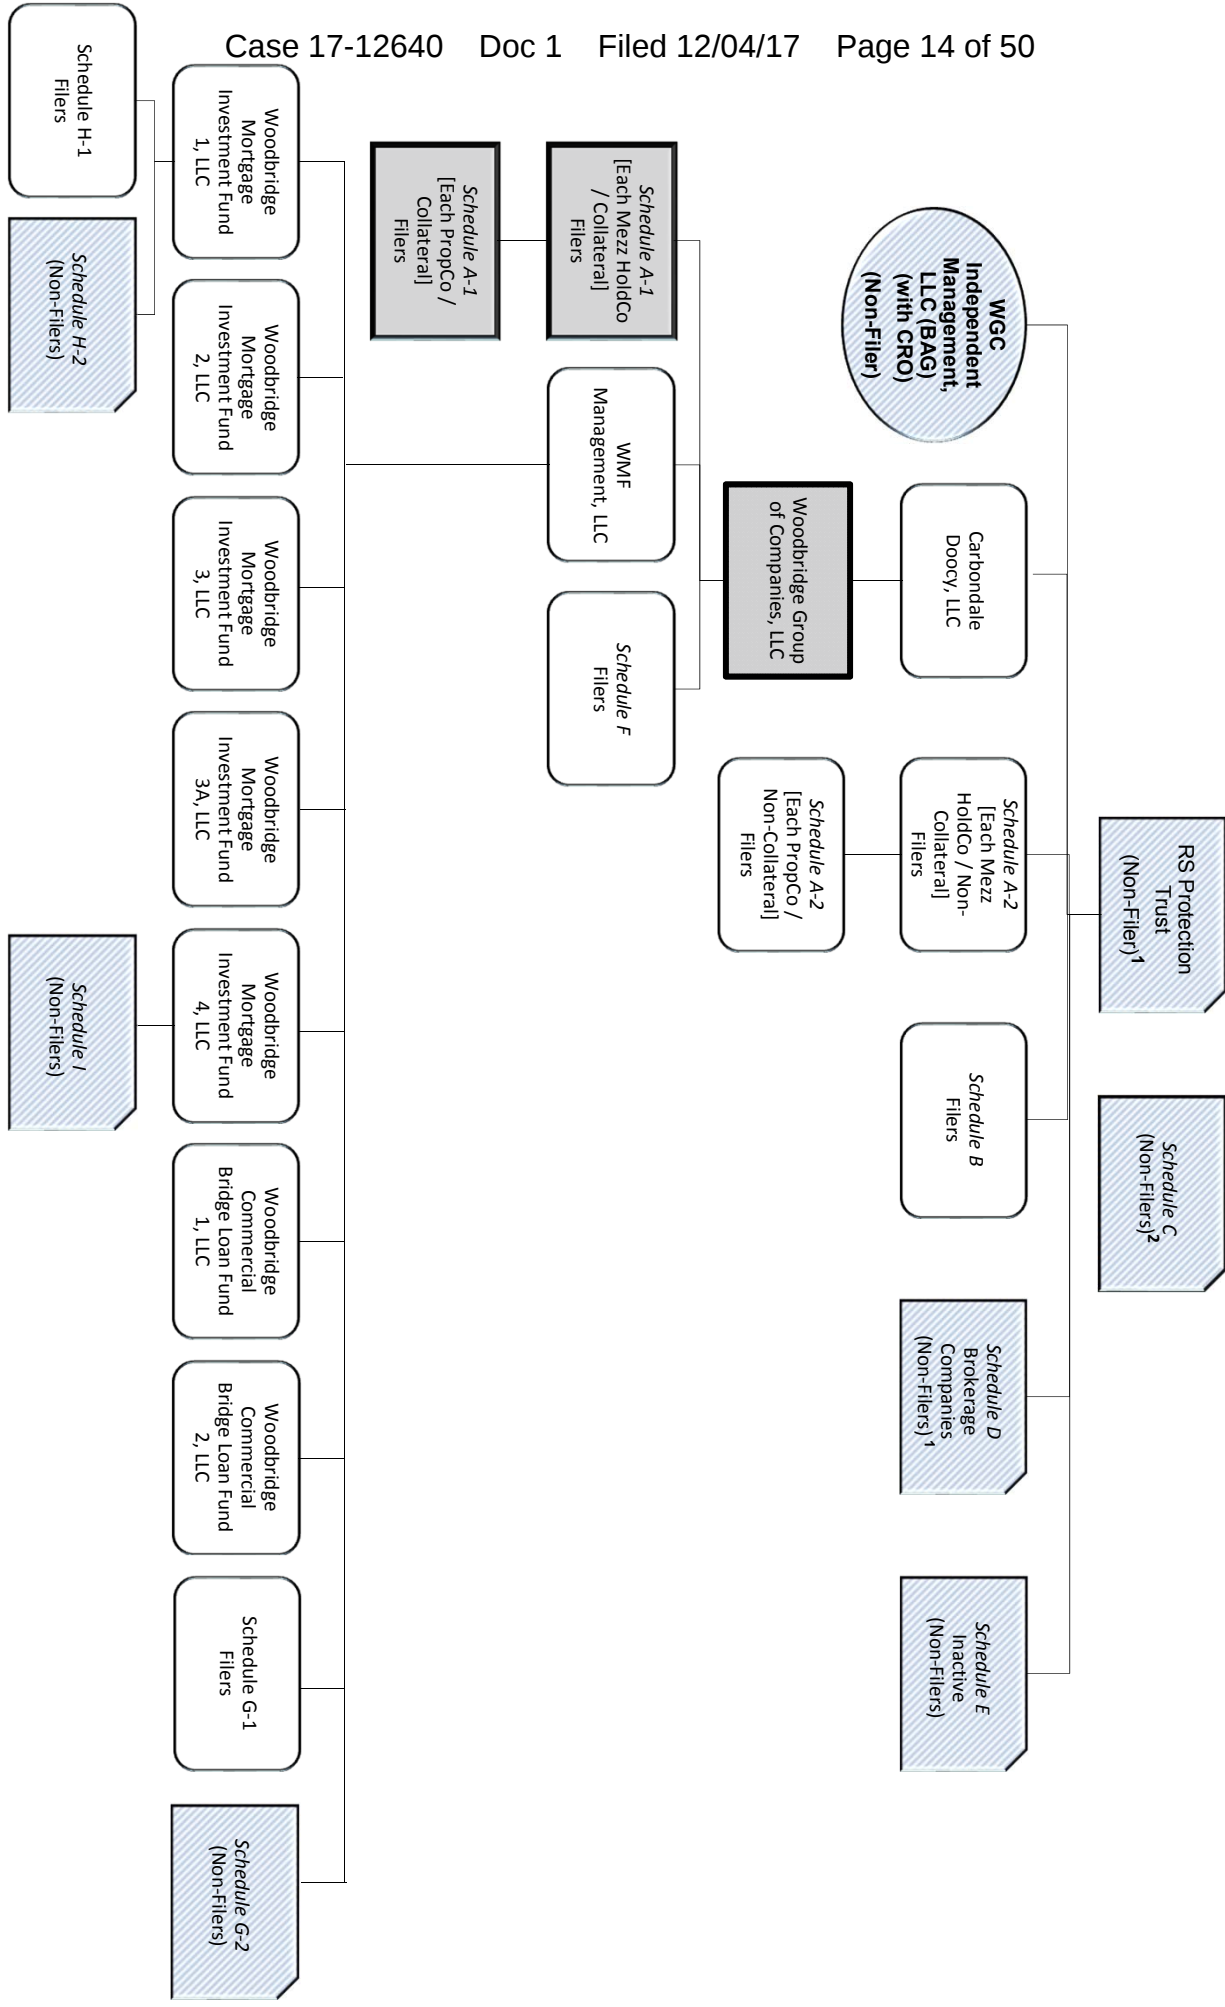 Case 17-12640 Doc 1 Filed 12/04/17 Page 14 of 50
RS Protection
Trust
(Non-Filer)1
Schedule C
(Non-Filers)2
WGC
Independent
Management,
LLC (BAG)
(with CRO)
(Non-Filer)
Carbondale
Doocy, LLC
Schedule A-2
[Each Mezz
HoldCo / Non-
Collateral]
Filers
Schedule B
Filers
Schedule D
Brokerage
Companies
(Non-Filers) 1
Schedule E
Inactive
(Non-Filers)
Woodbridge Group
of Companies, LLC
Schedule A-2
[Each PropCo /
Non-Collateral]
Filers
Schedule A-1
[Each Mezz HoldCo
/ Collateral]
Filers
WMF
Management, LLC
Schedule F
Filers
Schedule A-1
[Each PropCo /
Collateral]
Filers
Woodbridge
Mortgage
Investment Fund
1, LLC
Woodbridge
Mortgage
Investment Fund
2, LLC
Woodbridge
Mortgage
Investment Fund
3, LLC
Woodbridge
Mortgage
Investment Fund
3A, LLC
Woodbridge
Mortgage
Investment Fund
4, LLC
Woodbridge
Commercial
Bridge Loan Fund
1, LLC
Woodbridge
Commercial
Bridge Loan Fund
2, LLC
Schedule G-1
Filers
Schedule G-2
(Non-Filers)
Schedule H-1
Filers
Schedule H-2
(Non-Filers)
Schedule I
(Non-Filers)